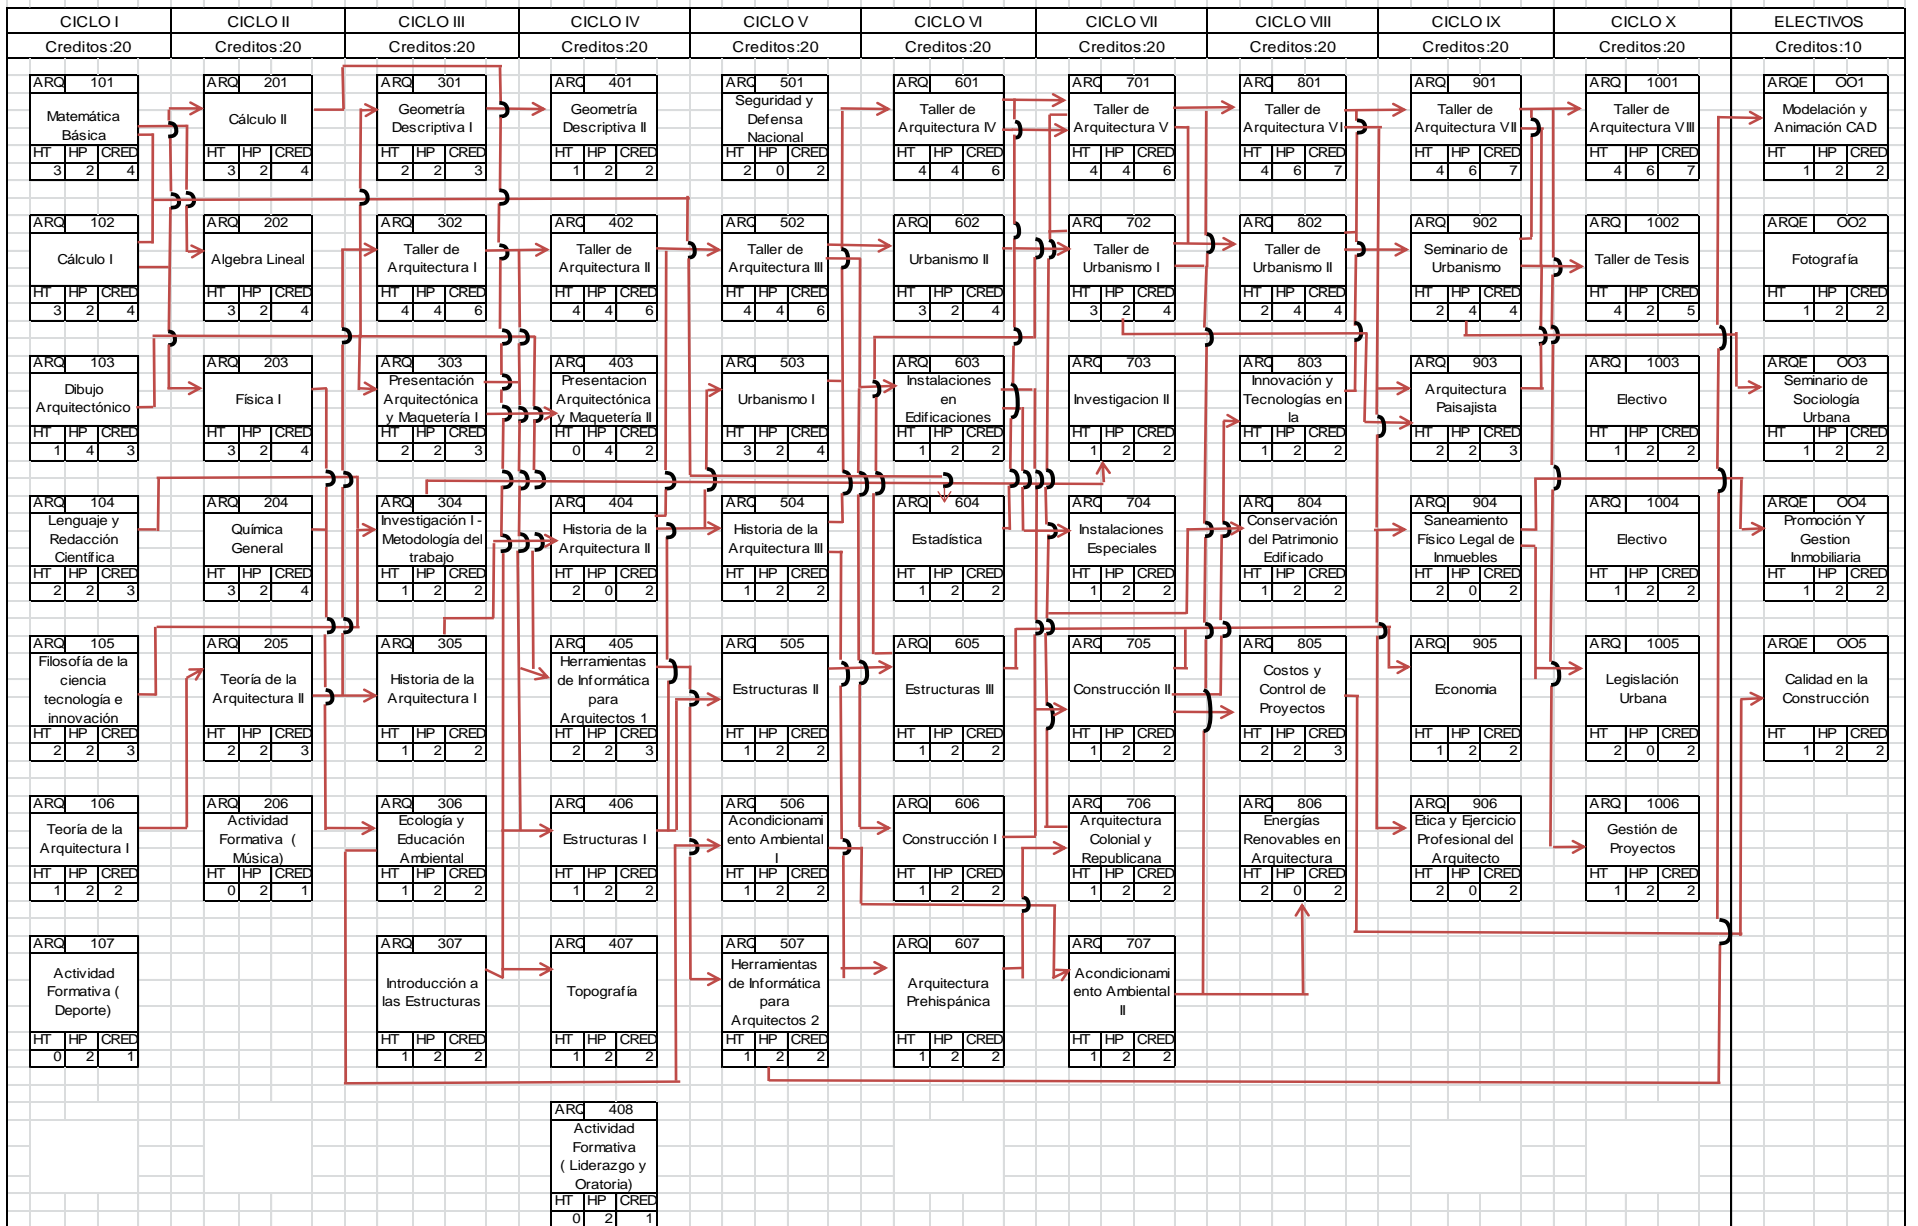 CICLO I
Creditos:20
ARQ 101
Matemática
Básica
HT HP CRED
3 2 4
ARQ 102
Cálculo I
HT HP CRED
3 2 4
ARQ 103
Dibujo
Arquitectónico
HT HP CRED
1 4 3
ARQ 104
Lenguaje y
Redacción
Científica
HT HP CRED
2 2 3
ARQ 105
Filosofía de la
ciencia
tecnología e
innovación
HT HP CRED
2 2 3
ARQ 106
Teoría de la
Arquitectura I
HT HP CRED
1 2 2
ARQ 107
Actividad
Formativa (
Deporte)
HT HP CRED
0 2 1
CICLO II
Creditos:20
ARQ 201
Cálculo II
HT HP CRED
3 2 4
ARQ 202
Algebra Lineal
HT HP CRED
3 2 4
ARQ 203
Física I
HT HP CRED
3 2 4
ARQ 204
Química
General
HT HP CRED
3 2 4
ARQ 205
Teoría de la
Arquitectura II
HT HP CRED
2 2 3
ARQ 206
Actividad
Formativa (
Música)
HT HP CRED
0 2 1
CICLO III
Creditos:20
ARQ 301
Geometría
Descriptiva I
HT HP CRED
2 2 3
ARQ 302
Taller de
Arquitectura I
HT HP CRED
4 4 6
ARQ 303
Presentación
Arquitectónica
y Maquetería I
HT HP CRED
2 2 3
ARQ 304
Investigación I -
Metodología del
trabajo
HT HP CRED
1 2 2
ARQ 305
Historia de la
Arquitectura I
HT HP CRED
1 2 2
ARQ 306
Ecología y
Educación
Ambiental
HT HP CRED
1 2 2
ARQ 307
Introducción a
las Estructuras
HT HP CRED
1 2 2
CICLO IV
Creditos:20
ARQ 401
Geometría
Descriptiva II
HT HP CRED
1 2 2
ARQ 402
Taller de
Arquitectura II
HT HP CRED
4 4 6
ARQ 403
Presentacion
Arquitectónica
y Maquetería II
HT HP CRED
0 4 2
ARQ 404
Historia de la
Arquitectura II
HT HP CRED
2 0 2
ARQ 405
Herramientas
de Informática
para
Arquitectos 1
HT HP CRED
2 2 3
ARQ 406
Estructuras I
HT HP CRED
1 2 2
ARQ 407
Topografía
HT HP CRED
1 2 2
ARQ 408
Actividad
Formativa
( Liderazgo y
Oratoria)
HT HP CRED
0 2 1
CICLO V
Creditos:20
ARQ 501
Seguridad y
Defensa
Nacional
HT HP CRED
2 0 2
ARQ 502
Taller de
Arquitectura III
HT HP CRED
4 4 6
ARQ 503
Urbanismo I
HT HP CRED
3 2 4
ARQ 504
Historia de la
Arquitectura III
HT HP CRED
1 2 2
ARQ 505
Estructuras II
HT HP CRED
1 2 2
ARQ 506
Acondicionami
ento Ambiental
I
HT HP CRED
1 2 2
ARQ 507
Herramientas
de Informática
para
Arquitectos 2
HT HP CRED
1 2 2
CICLO VI
Creditos:20
ARQ 601
Taller de
Arquitectura IV
HT HP CRED
4 4 6
ARQ 602
Urbanismo II
HT HP CRED
3 2 4
ARQ 603
Instalaciones
en
Edificaciones
HT HP CRED
1 2 2
ARQ 604
Estadística
HT HP CRED
1 2 2
ARQ 605
Estructuras III
HT HP CRED
1 2 2
ARQ 606
Construcción I
HT HP CRED
1 2 2
ARQ 607
Arquitectura
Prehispánica
HT HP CRED
1 2 2
CICLO VII
Creditos:20
ARQ 701
Taller de
Arquitectura V
HT HP CRED
4 4 6
ARQ 702
Taller de
Urbanismo I
HT HP CRED
3 2 4
ARQ 703
Investigacion II
HT HP CRED
1 2 2
ARQ 704
Instalaciones
Especiales
HT HP CRED
1 2 2
ARQ 705
Construcción II
HT HP CRED
1 2 2
ARQ 706
Arquitectura
Colonial y
Republicana
HT HP CRED
1 2 2
ARQ 707
Acondicionami
ento Ambiental
II
HT HP CRED
1 2 2
CICLO VIII
Creditos:20
ARQ 801
Taller de
Arquitectura VI
HT HP CRED
4 6 7
ARQ 802
Taller de
Urbanismo II
HT HP CRED
2 4 4
ARQ 803
Innovación y
Tecnologías en
la
HT HP CRED
1 2 2
ARQ 804
Conservación
del Patrimonio
Edificado
HT HP CRED
1 2 2
ARQ 805
Costos y
Control de
Proyectos
HT HP CRED
2 2 3
ARQ 806
Energías
Renovables en
Arquitectura
HT HP CRED
2 0 2
CICLO IX
Creditos:20
ARQ 901
Taller de
Arquitectura VII
HT HP CRED
4 6 7
ARQ 902
Seminario de
Urbanismo
HT HP CRED
2 4 4
ARQ 903
Arquitectura
Paisajista
HT HP CRED
2 2 3
ARQ 904
Saneamiento
Físico Legal de
Inmuebles
HT HP CRED
2 0 2
ARQ 905
Economia
HT HP CRED
1 2 2
ARQ 906
Etica y Ejercicio
Profesional del
Arquitecto
HT HP CRED
2 0 2
CICLO X
Creditos:20
ARQ 1001
Taller de
Arquitectura VIII
HT HP CRED
4 6 7
ARQ 1002
Taller de Tesis
HT HP CRED
4 2 5
ARQ 1003
Electivo
HT HP CRED
1 2 2
ARQ 1004
Electivo
HT HP CRED
1 2 2
ARQ 1005
Legislación
Urbana
HT HP CRED
2 0 2
ARQ 1006
Gestión de
Proyectos
HT HP CRED
1 2 2
ELECTIVOS
Creditos:10
ARQE OO1
Modelación y
Animación CAD
HT HP CRED
1 2 2
ARQE OO2
Fotografía
HT HP CRED
1 2 2
ARQE OO3
Seminario de
Sociología
Urbana
HT HP CRED
1 2 2
ARQE OO4
Promoción Y
Gestion
Inmobiliaria
HT HP CRED
1 2 2
ARQE OO5
Calidad en la
Construcción
HT HP CRED
1 2 2